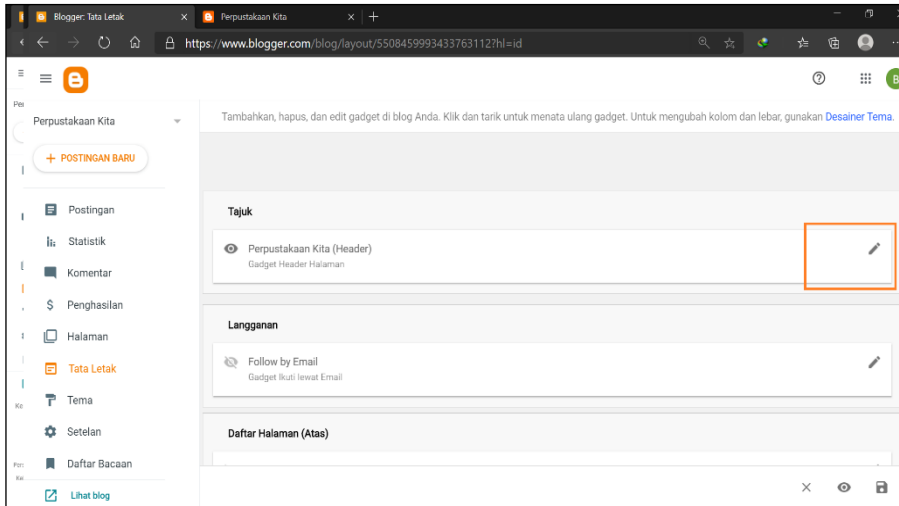 Blogger: Tata Letak
Perpustakaan Kita
https://www.blogger.com/blog/layout/5508459993433763112?hl=id
Perpustakaan Kita
Tambahkan, hapus, dan edit gadget di blog Anda. Klik dan tarik untuk menata ulang gadget. Untuk mengubah kolom dan lebar, gunakan Desainer Tema.
+ POSTINGAN BARU
Postingan
Statistik
Komentar
Penghasilan
Halaman
Tata Letak
Tema
Setelan
Daftar Bacaan
Lihat blog
Tajuk
Perpustakaan Kita (Header)
Gadget Header Halaman
Langganan
Follow by Email
Gadget Ikuti lewat Email
Daftar Halaman (Atas)